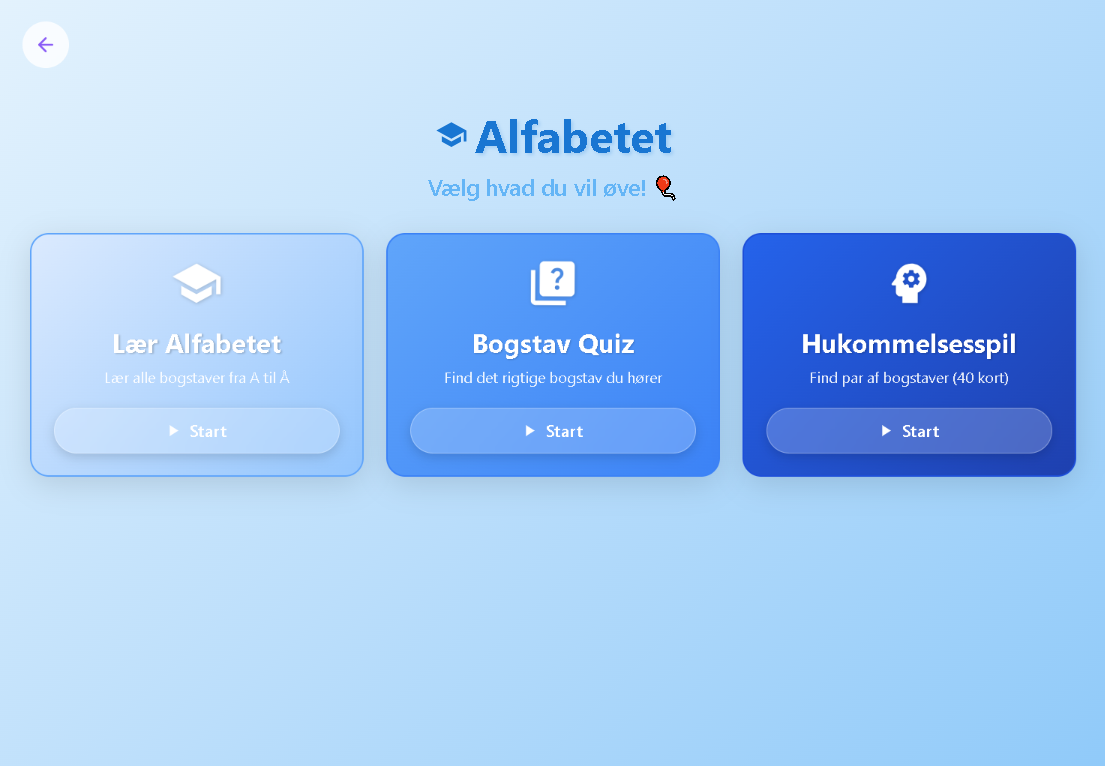 Alfabetet
Vælg hvad du vil øve! 🎈
Lær Alfabetet
Lær alle bogstaver fra A til Å
Start
Bogstav Quiz
Find det rigtige bogstav du hører
Start
Hukommelsesspil
Find par af bogstaver (40 kort)
Start